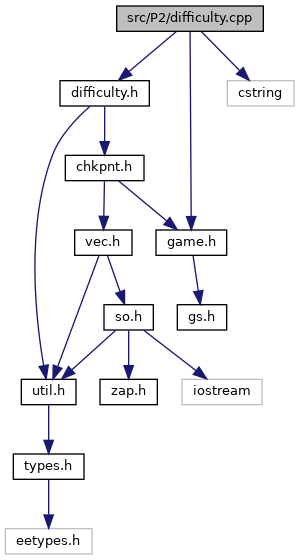 src/P2/difficulty.cpp
difficulty.h
cstring
chkpnt.h
vec.h
game.h
so.h
gs.h
util.h
zap.h
iostream
types.h
eetypes.h